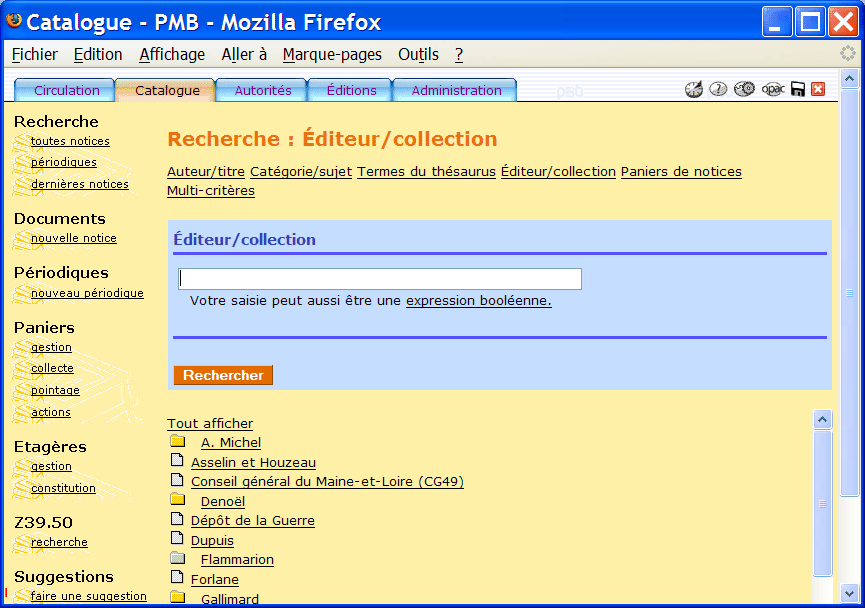 Catalogue - PMB - Mozilla Firefox
Fichier Edition Affichage Aller à Marque-pages Outils ?
Circulation Catalogue Autorités Éditions Administration
opac
Recherche
toutes notices
périodiques
dernières notices
Documents
nouvelle notice
Périodiques
nouveau périodique
Paniers
gestion
collecte
pointage
actions
Etagères
gestion
constitution
Z39.50
recherche
Suggestions
faire une suggestion
Recherche : Éditeur/collection
Auteur/titre Catégorie/sujet Termes du thésaurus Éditeur/collection Paniers de notices
Multi-critères
Éditeur/collection
Votre saisie peut aussi être une expression booléenne.
Rechercher
Tout afficher
A. Michel
Asselin et Houzeau
Conseil général du Maine-et-Loire (CG49)
Denoël
Dépôt de la Guerre
Dupuis
Flammarion
Forlane
Gallimard